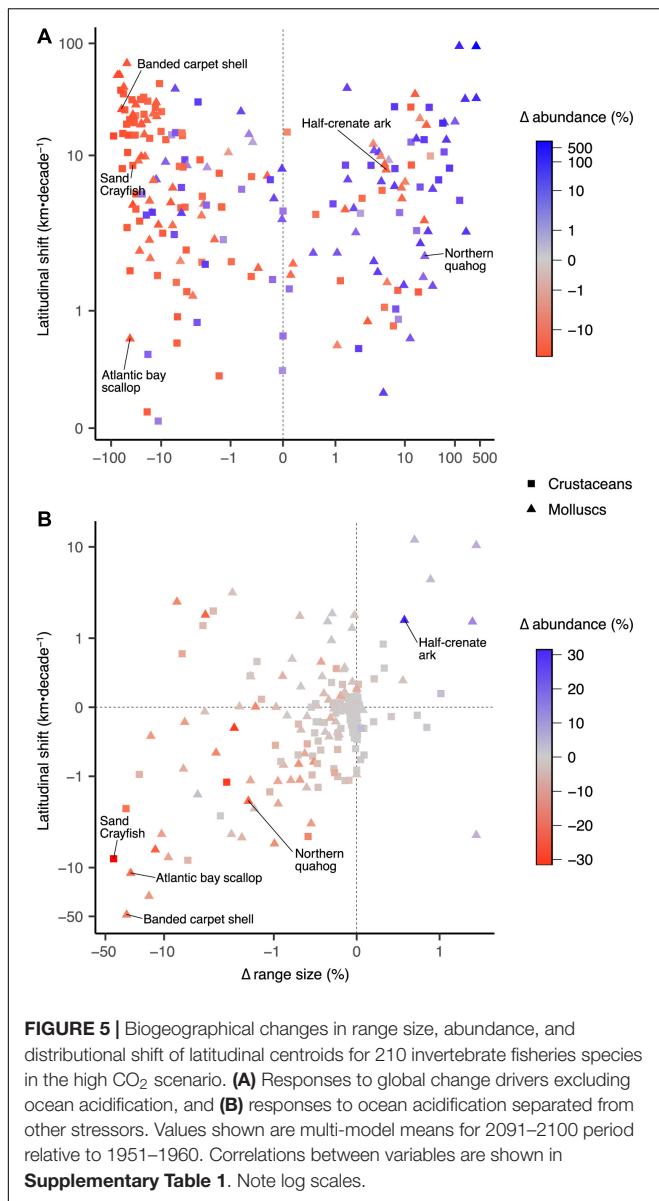 A
100
10
1
0
Latitudinal shift (km•decade⁻¹)
Banded carpet shell
Half-crenate
ark
Sand
Crayfish
Northern
quahog
Atlantic bay
scallop
−100
−10
−1
0
1
10
100
500
Δ abundance (%)
500
100
10
1
0
−1
−10
Crustaceans
Molluscs
B
10
1
0
−1
−10
−50
Latitudinal shift (km•decade⁻¹)
Half-crenate
ark
Sand
Crayfish
Northern
quahog
Atlantic bay scallop
Banded carpet shell
−50
−10
−1
0
1
Δ range size (%)
Δ abundance (%)
30
20
10
0
−10
−20
−30
FIGURE 5 | Biogeographical changes in range size, abundance, and
distributional shift of latitudinal centroids for 210 invertebrate fisheries species
in the high CO₂ scenario. (A) Responses to global change drivers excluding
ocean acidification, and (B) responses to ocean acidification separated from
other stressors. Values shown are multi-model means for 2091–2100 period
relative to 1951–1960. Correlations between variables are shown in
Supplementary Table 1. Note log scales.